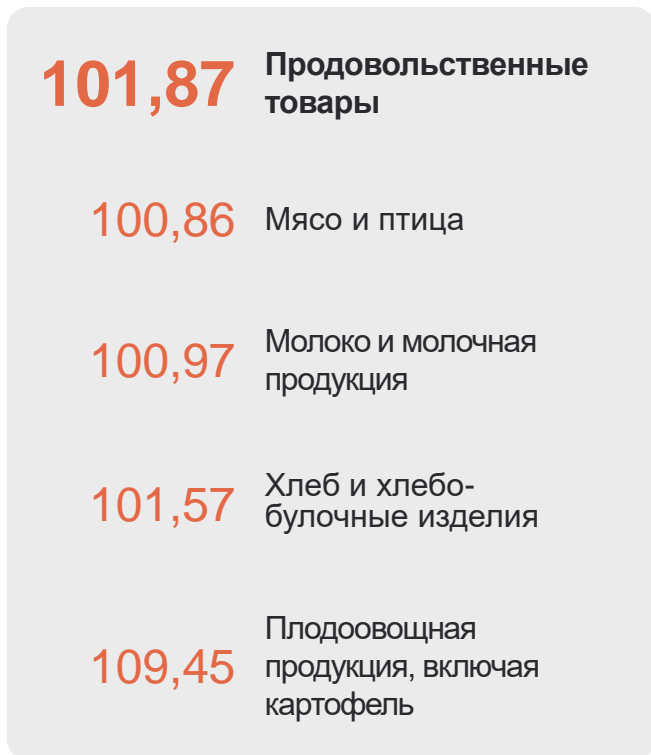 101,87 Продовольственные
товары
100,86 Мясо и птица
100,97 Молоко и молочная
продукция
101,57 Хлеб и хлебо-
булочные изделия
109,45 Плодоовощная
продукция, включая
картофель